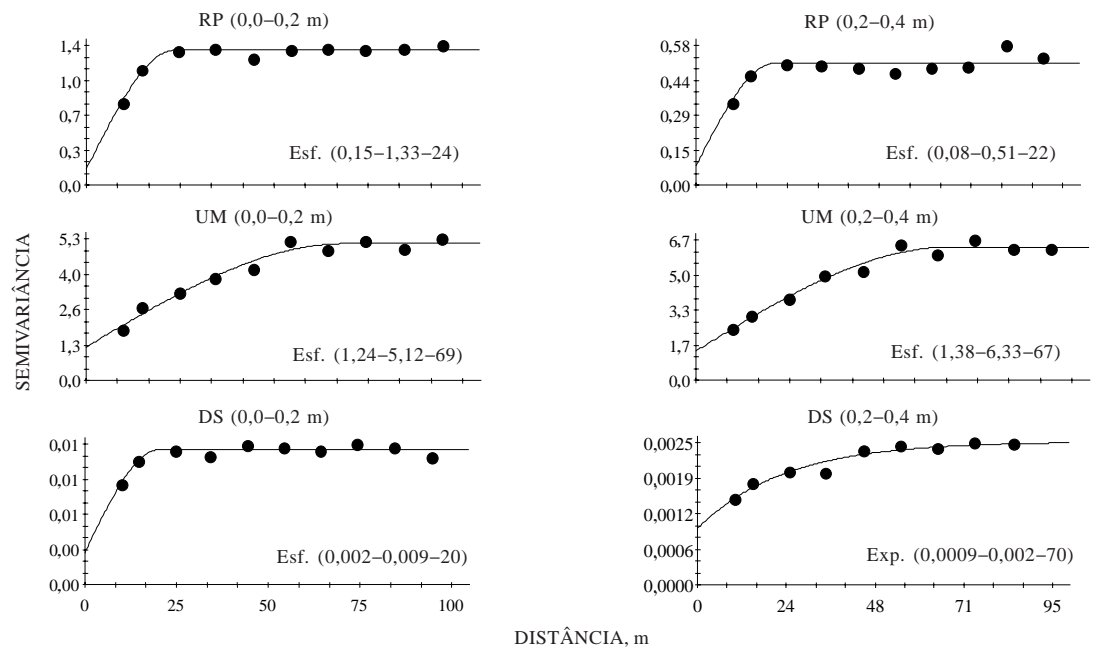 RP (0,0–0,2 m)
1,4
1,0
0,7
0,3
0,0
Esf. (0,15–1,33–24)
RP (0,2–0,4 m)
0,58
0,44
0,29
0,15
0,00
Esf. (0,08–0,51–22)
SEMIVARIÂNCIA
UM (0,0–0,2 m)
5,3
4,0
2,6
1,3
0,0
Esf. (1,24–5,12–69)
UM (0,2–0,4 m)
6,7
5,0
3,3
1,7
0,0
Esf. (1,38–6,33–67)
DS (0,0–0,2 m)
0,01
0,01
0,01
0,00
0,00
Esf. (0,002–0,009–20)
0 25 50 75 100
DS (0,2–0,4 m)
0,0025
0,0019
0,0012
0,0006
0,0000
Exp. (0,0009–0,002–70)
0 24 48 71 95
DISTÂNCIA, m